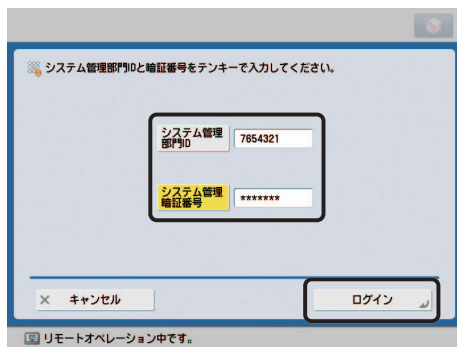 システム管理部門IDと暗証番号をテンキーで入力してください。
システム管理
部門ID
7654321
システム管理
暗証番号
*******
× キャンセル
ログイン
リモートオペレーション中です。